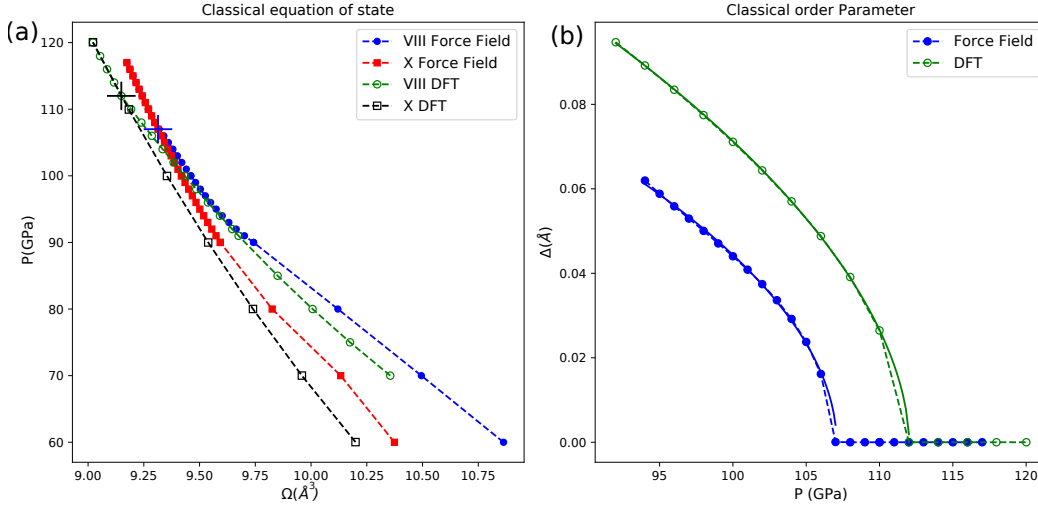 Classical equation of state
(a)
VIII Force Field
X Force Field
VIII DFT
X DFT
P(GPa)
120
110
100
90
80
70
60
9.00 9.25 9.50 9.75 10.00 10.25 10.50 10.75
Ω(Å³)
Classical order Parameter
(b)
Force Field
DFT
Δ(Å)
0.08
0.06
0.04
0.02
0.00
95 100 105 110 115 120
P (GPa)